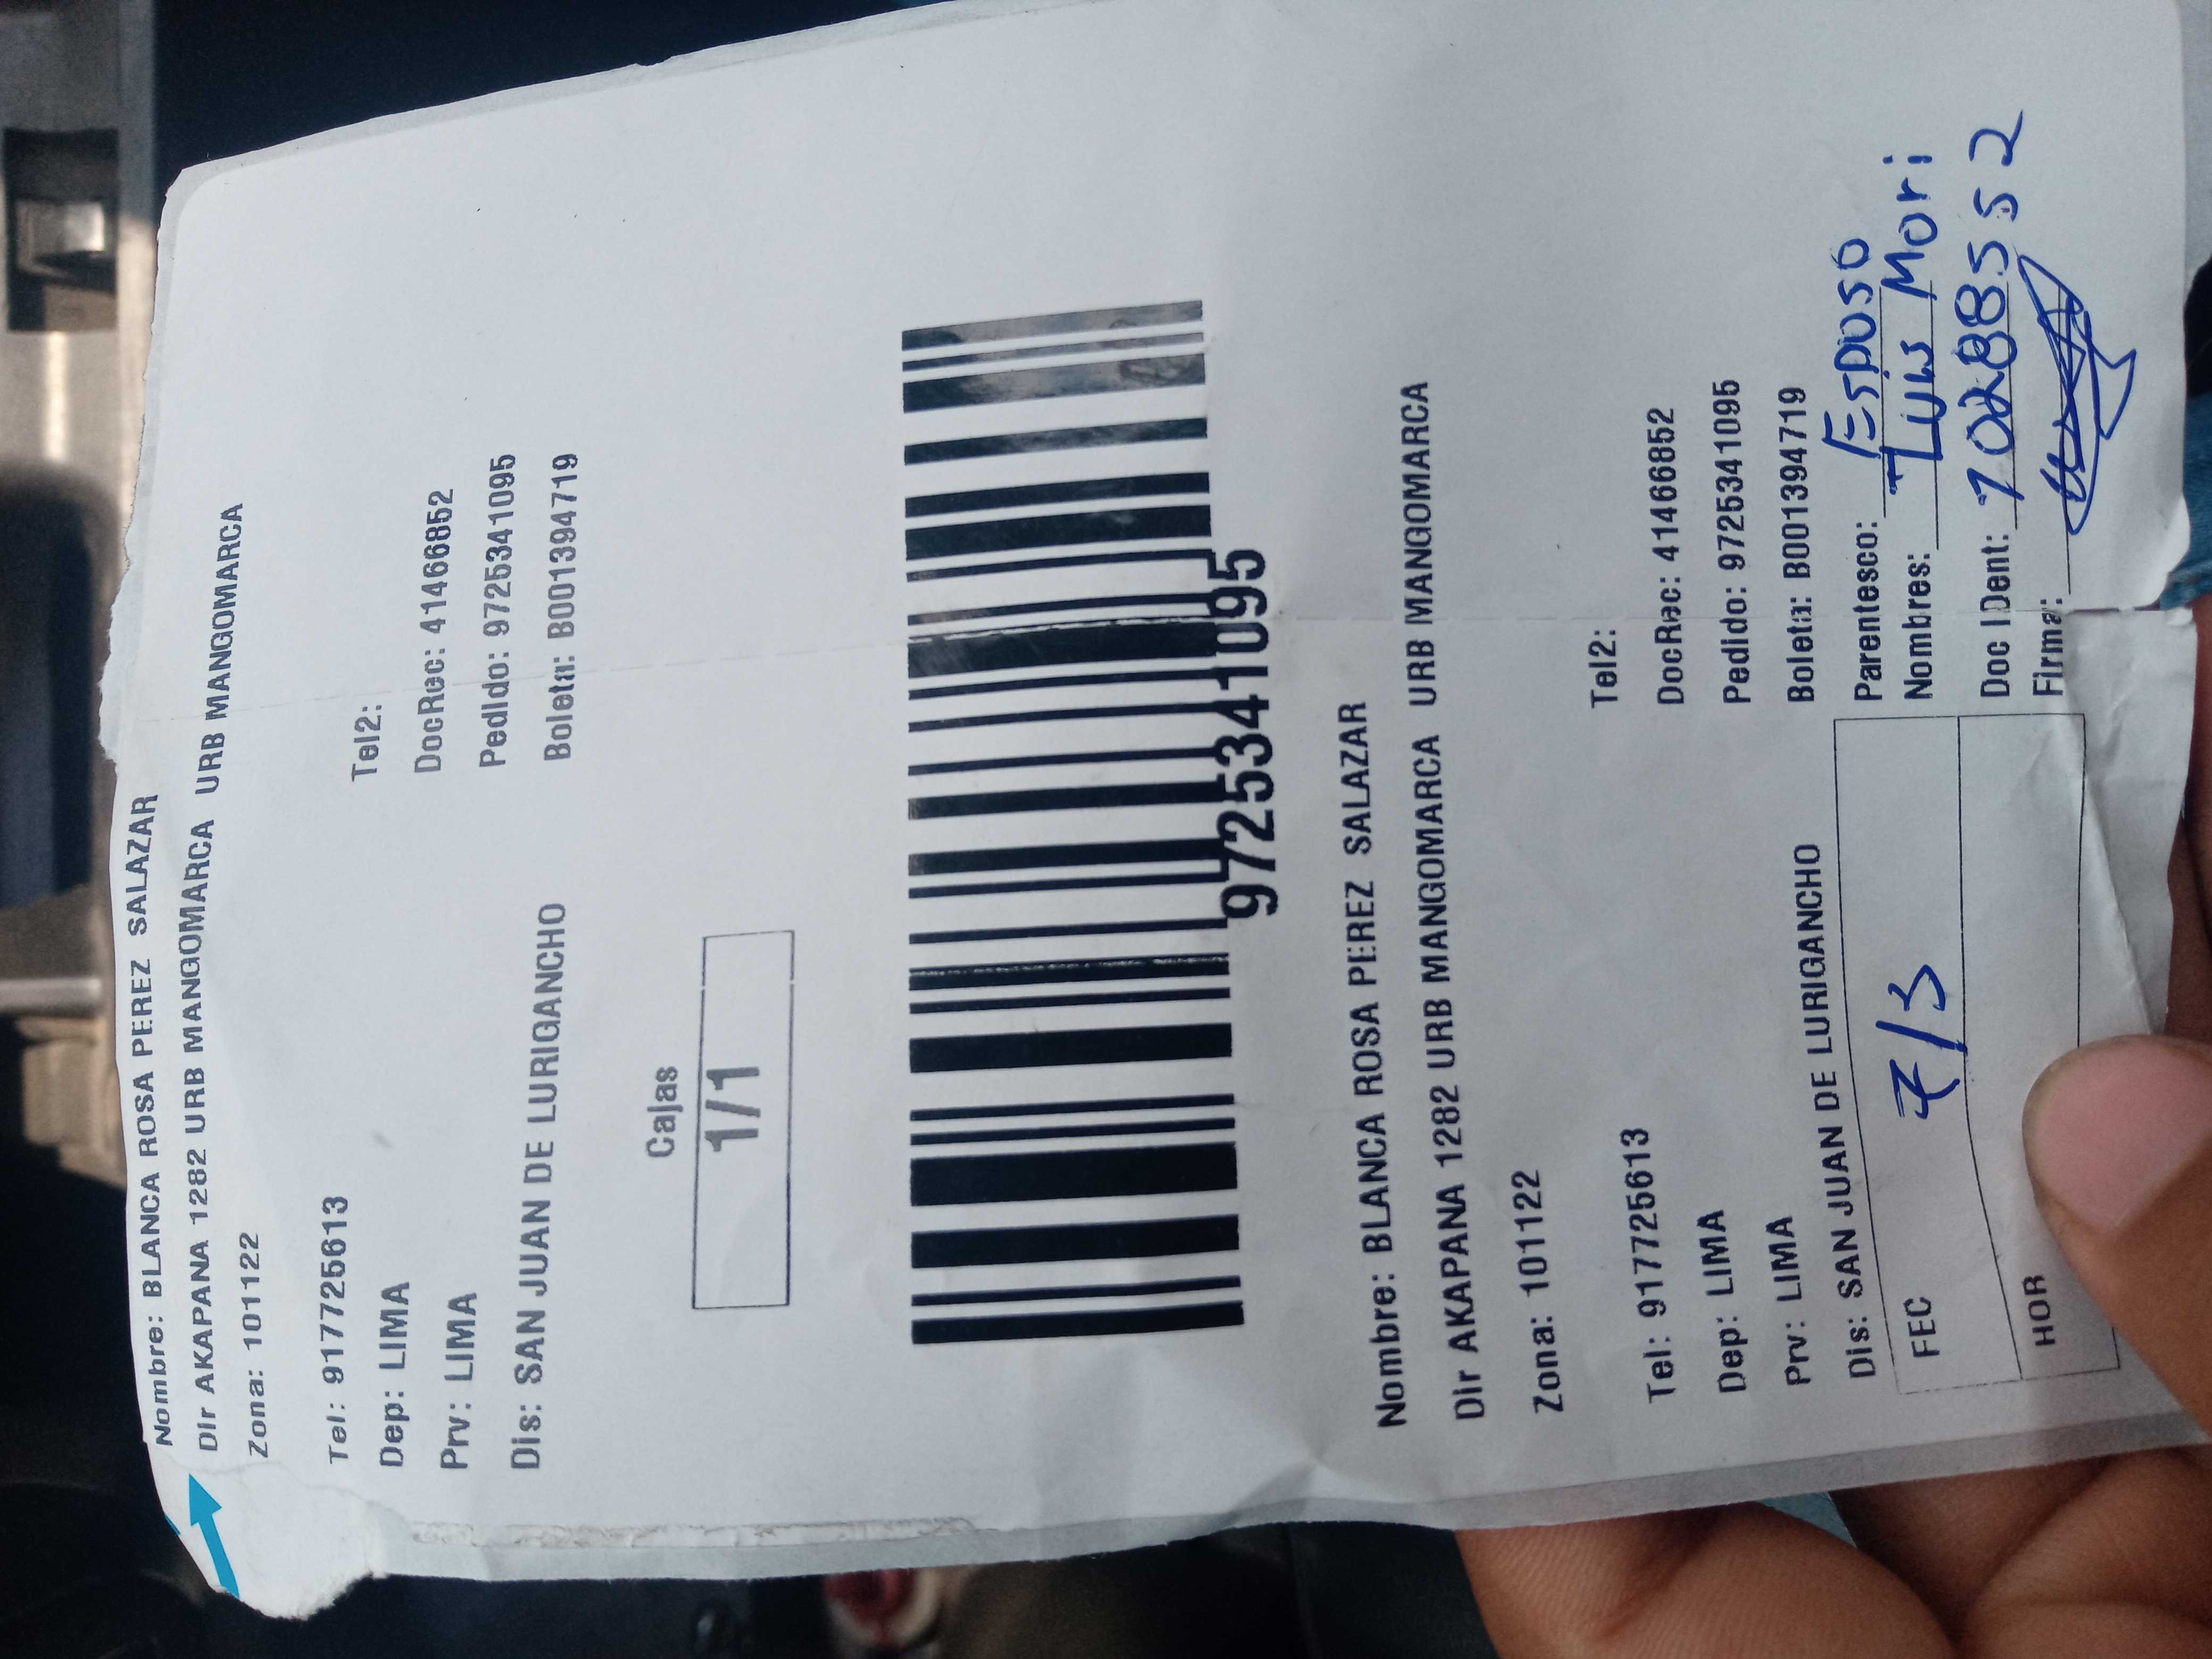 Nombre: BLANCA ROSA PEREZ SALAZAR
Dir AKAPANA 1282 URB MANGOMARCA URB MANGOMARCA
Zona: 101122
Tel: 917725613
Tel2:
Dep: LIMA
DocRec: 41466852
Prv: LIMA
Pedido: 9725341095
Dis: SAN JUAN DE LURIGANCHO
Boleta: B001394719
Cajas
1/1
9725341095
Nombre: BLANCA ROSA PEREZ SALAZAR
Dir AKAPANA 1282 URB MANGOMARCA URB MANGOMARCA
Zona: 101122
Tel: 917725613
Tel2:
Dep: LIMA
DocRec: 41466852
Prv: LIMA
Pedido: 9725341095
Dis: SAN JUAN DE LURIGANCHO
Boleta: B001394719
FEC 7/3
HOR
Parentesco: Esposo
Nombres: Luis Mori
Doc IDent: 70288552
Firma: